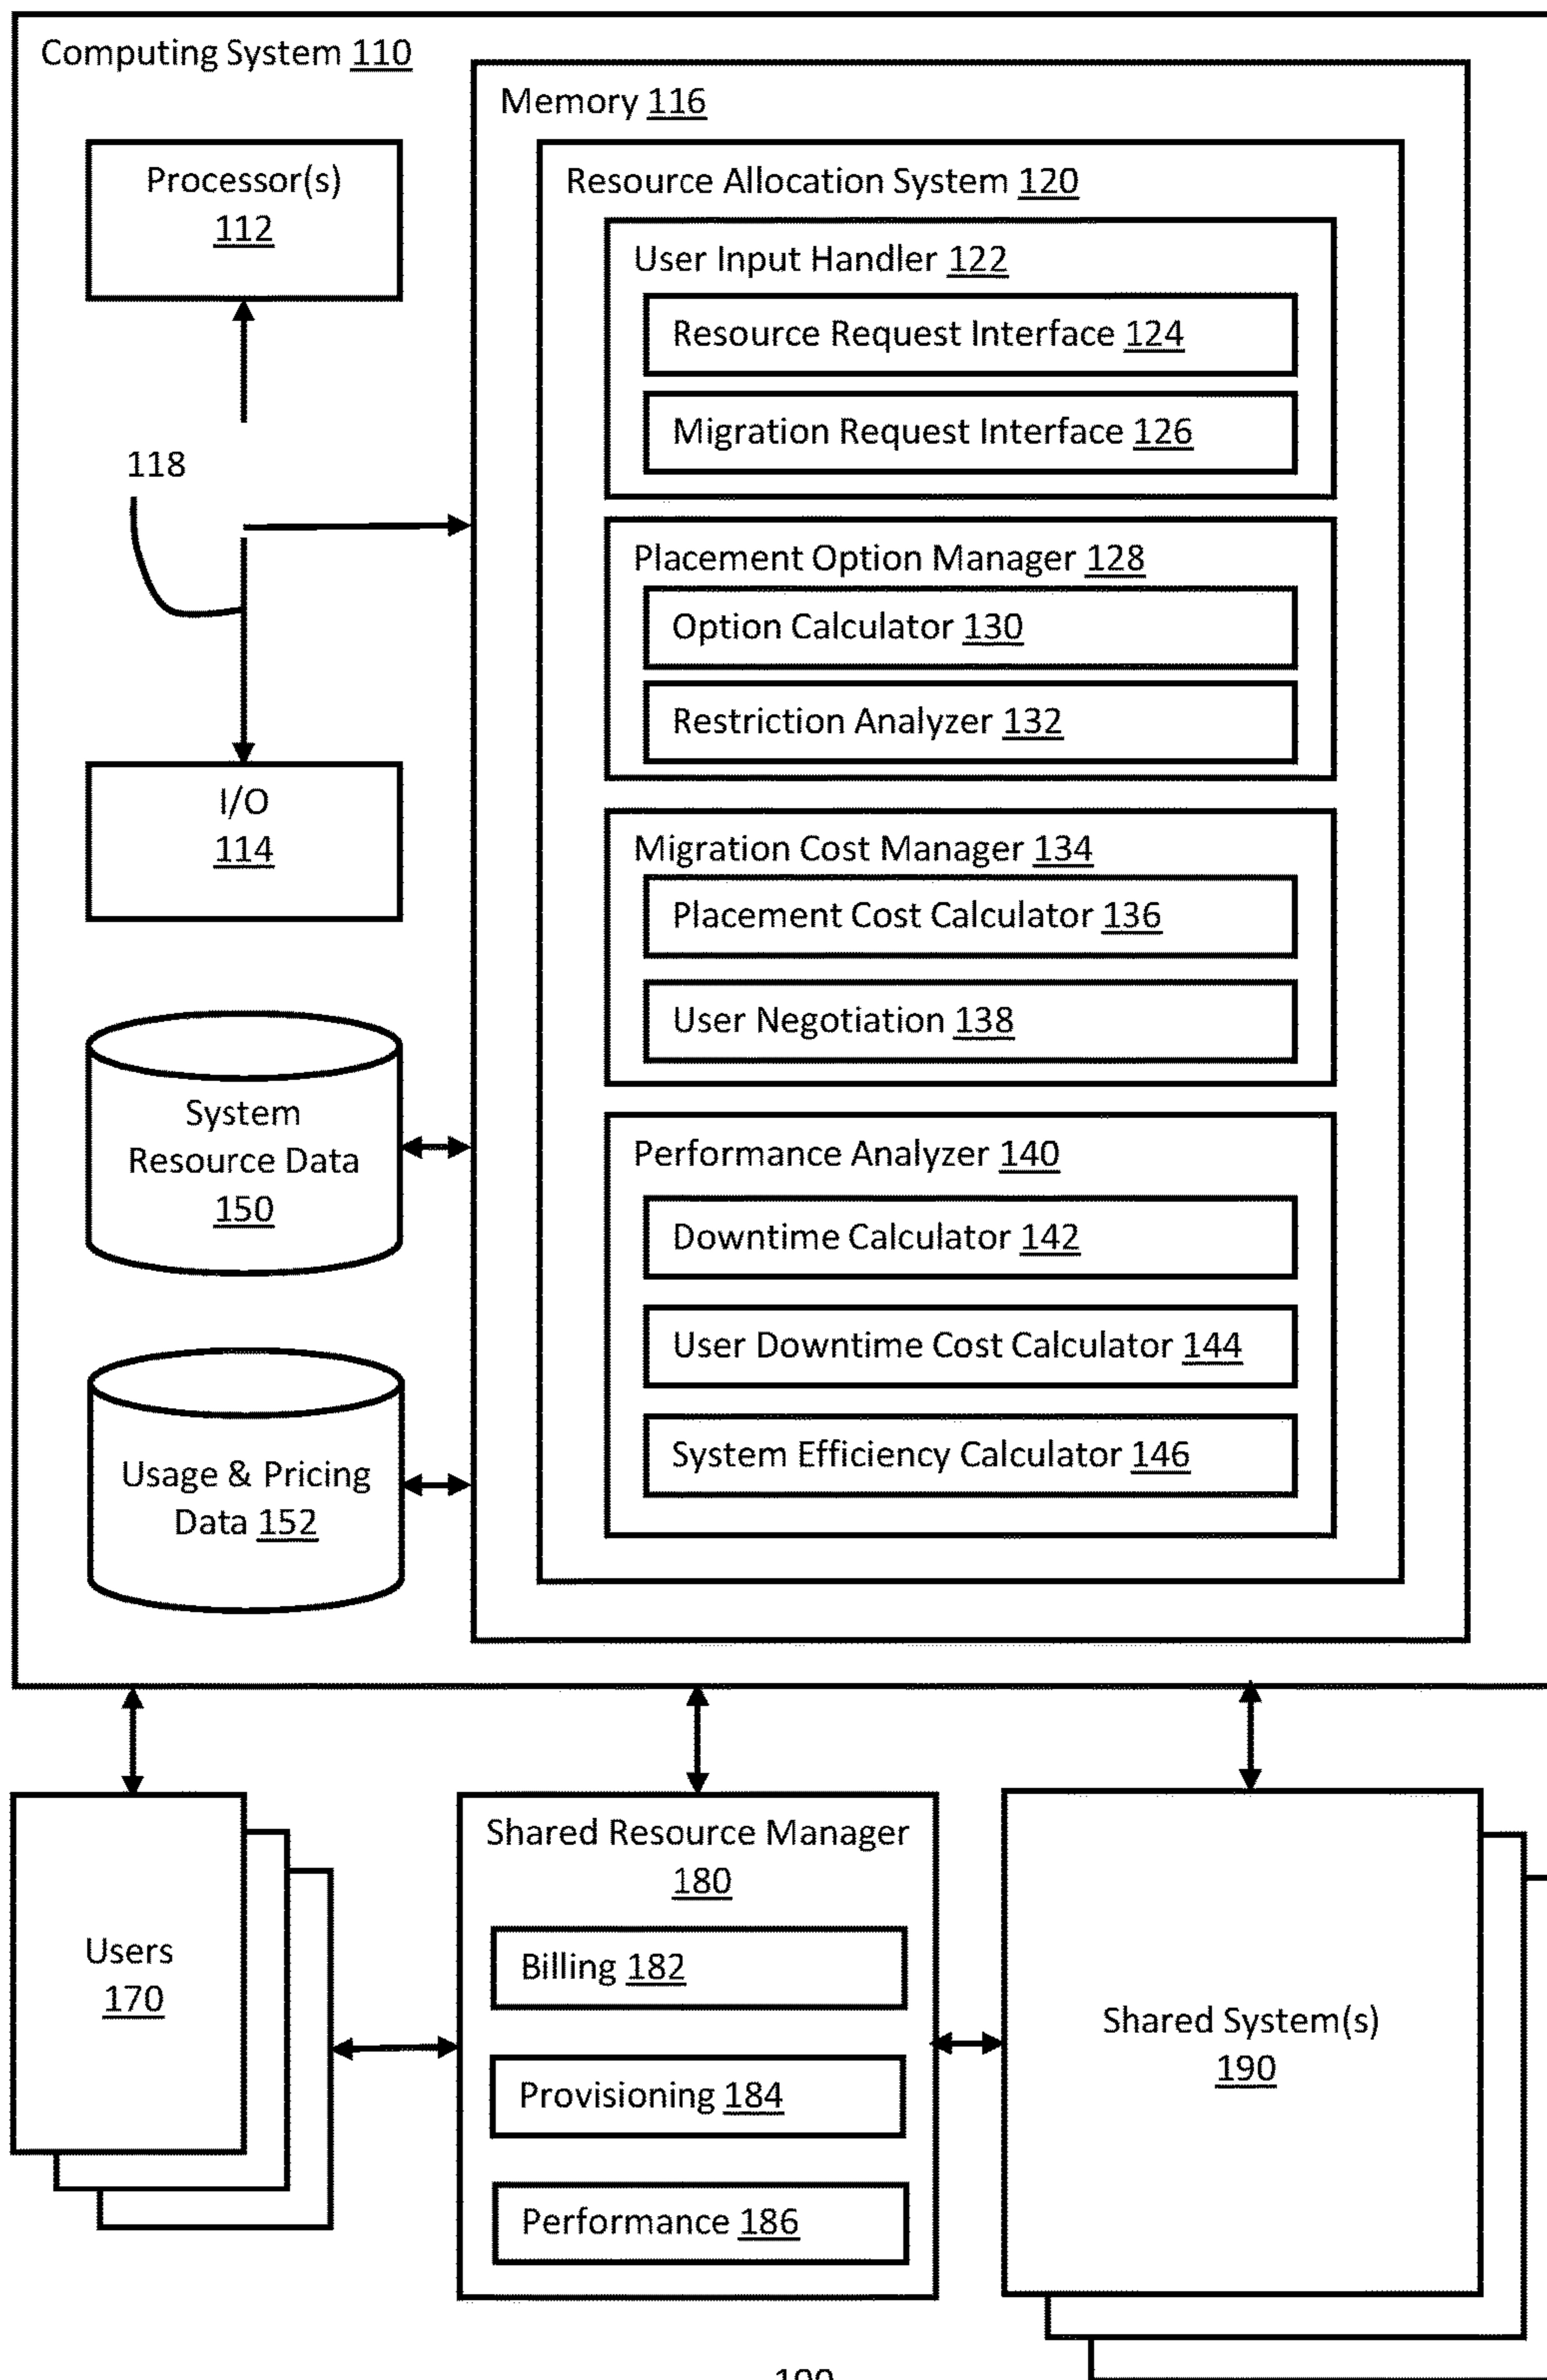 Computing System 110
Memory 116
Processor(s)
112
Resource Allocation System 120
User Input Handler 122
Resource Request Interface 124
Migration Request Interface 126
118
Placement Option Manager 128
Option Calculator 130
Restriction Analyzer 132
I/O
114
Migration Cost Manager 134
Placement Cost Calculator 136
User Negotiation 138
System
Resource Data
150
Performance Analyzer 140
Downtime Calculator 142
User Downtime Cost Calculator 144
System Efficiency Calculator 146
Usage & Pricing
Data 152
Users
170
Shared Resource Manager
180
Billing 182
Provisioning 184
Performance 186
Shared System(s)
190